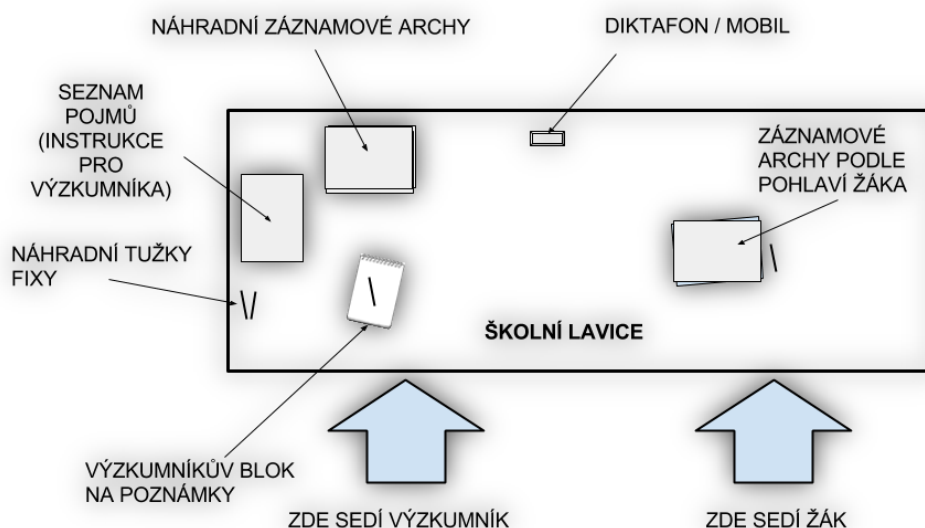 NÁHRADNÍ ZÁZNAMOVÉ ARCHY
DIKTAFON / MOBIL
SEZNAM
POJMŮ
(INSTRUKCE
PRO
VÝZKUMNÍKA)
ZÁZNAMOVÉ
ARCHY PODLE
POHLAVÍ ŽÁKA
NÁHRADNÍ TUŽKY
FIXY
ŠKOLNÍ LAVICE
VÝZKUMNÍKŮV BLOK
NA POZNÁMKY
ZDE SEDÍ VÝZKUMNÍK
ZDE SEDÍ ŽÁK